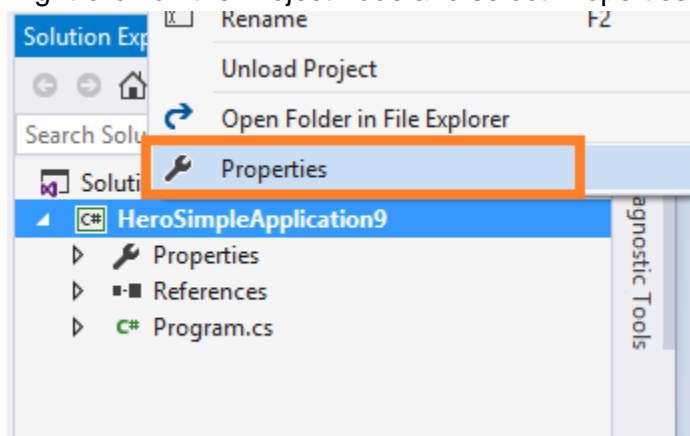 Solution Exp
Rename F2
Unload Project
Search Solu
Open Folder in File Explorer
Properties
Soluti
C# HeroSimpleApplication9
Properties
References
C# Program.cs
agnostic Tools